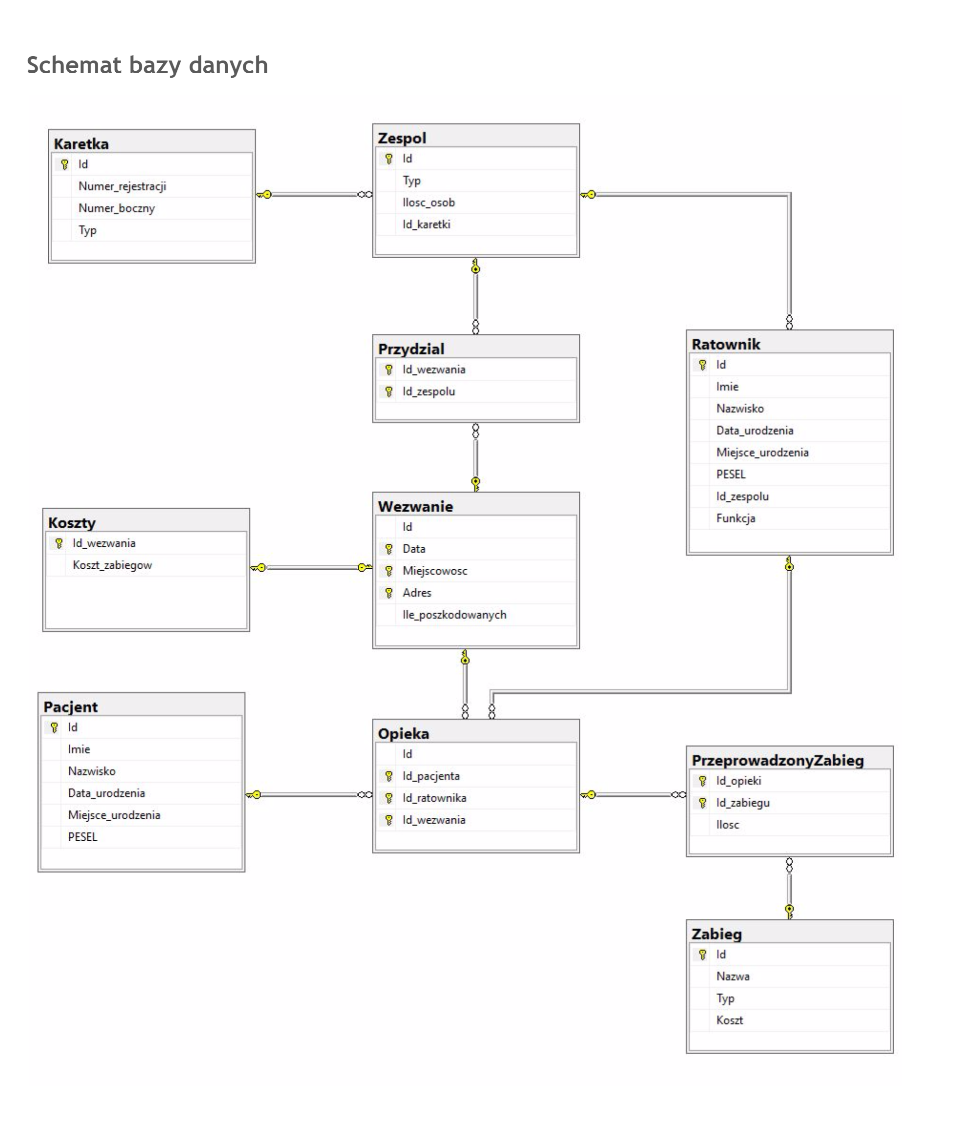 Schemat bazy danych
Karetka
Id
Numer_rejestracji
Numer_boczny
Typ
Zespol
Id
Typ
Ilosc_osob
Id_karetki
Przydzial
Id_wezwania
Id_zespolu
Ratownik
Id
Imie
Nazwisko
Data_urodzenia
Miejsce_urodzenia
PESEL
Id_zespolu
Funkcja
Koszty
Id_wezwania
Koszt_zabiegow
Wezwanie
Id
Data
Miejscowosc
Adres
Ile_poszkodowanych
Pacjent
Id
Imie
Nazwisko
Data_urodzenia
Miejsce_urodzenia
PESEL
Opieka
Id
Id_pacjenta
Id_ratownika
Id_wezwania
PrzeprowadzonyZabieg
Id_opieki
Id_zabiegu
Ilosc
Zabieg
Id
Nazwa
Typ
Koszt